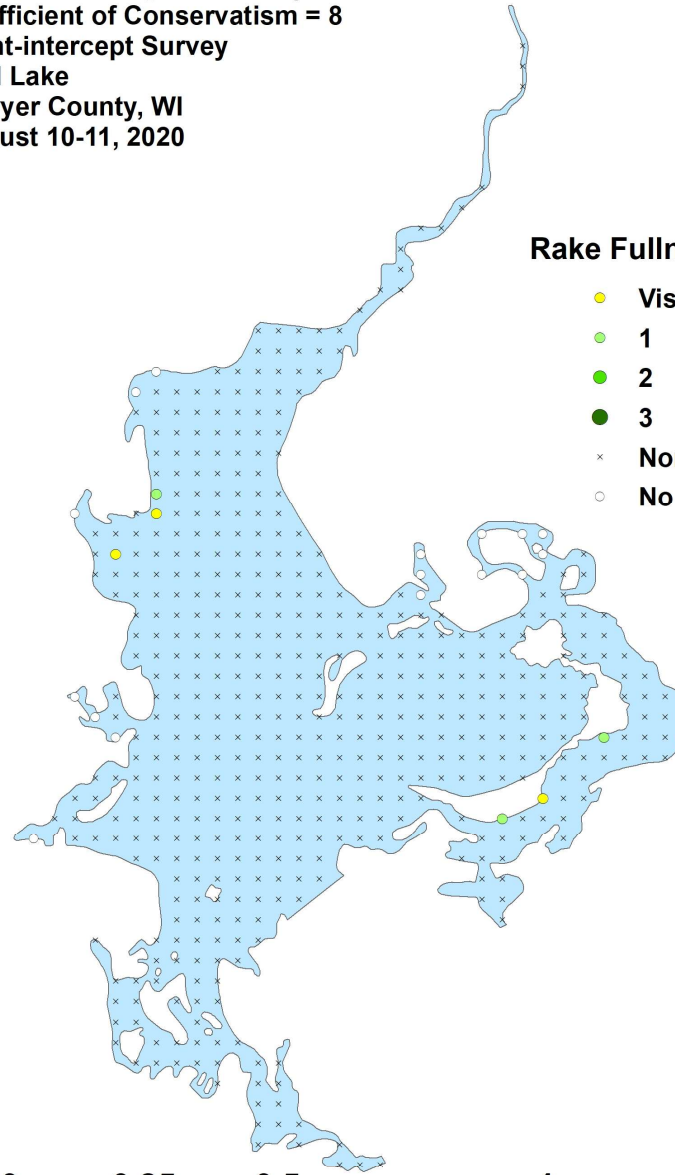 fficient of Conservatism = 8
nt-intercept Survey
l Lake
yer County, WI
ust 10-11, 2020
Rake Fulln
Vis
1
2
3
Non
No